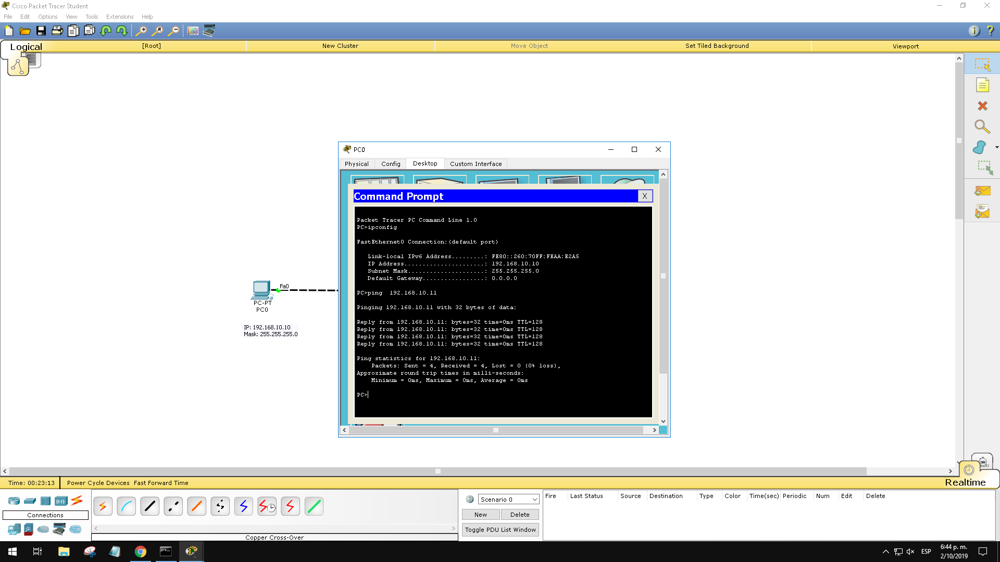 Cisco Packet Tracer Student
File Edit Options View Tools Extensions Help
Logical [Root] New Cluster Move Object Set Tiled Background Viewport
PC0
Physical Config Desktop Custom Interface
Command Prompt X
Packet Tracer PC Command Line 1.0
PC>ipconfig
FastEthernet0 Connection:(default port)
Link-local IPv6 Address.........: FE80::260:70FF:FEAA:E2A5
IP Address......................: 192.168.10.10
Subnet Mask.....................: 255.255.255.0
Default Gateway.................: 0.0.0.0
PC>ping  192.168.10.11
Pinging 192.168.10.11 with 32 bytes of data:
Reply from 192.168.10.11: bytes=32 time=0ms TTL=128
Reply from 192.168.10.11: bytes=32 time=0ms TTL=128
Reply from 192.168.10.11: bytes=32 time=0ms TTL=128
Reply from 192.168.10.11: bytes=32 time=0ms TTL=128
Ping statistics for 192.168.10.11:
Packets: Sent = 4, Received = 4, Lost = 0 (0% loss),
Approximate round trip times in milli-seconds:
Minimum = 0ms, Maximum = 0ms, Average = 0ms
PC>
Fa0
PC-PT
PC0
IP: 192.168.10.10
Mask: 255.255.255.0
Time: 00:23:13 Power Cycle Devices Fast Forward Time Realtime
Connections
Copper Cross-Over
Scenario 0
New Delete
Toggle PDU List Window
Fire Last Status Source Destination Type Color Time(sec) Periodic Num Edit Delete
ESP
6:44 p. m.
2/10/2019